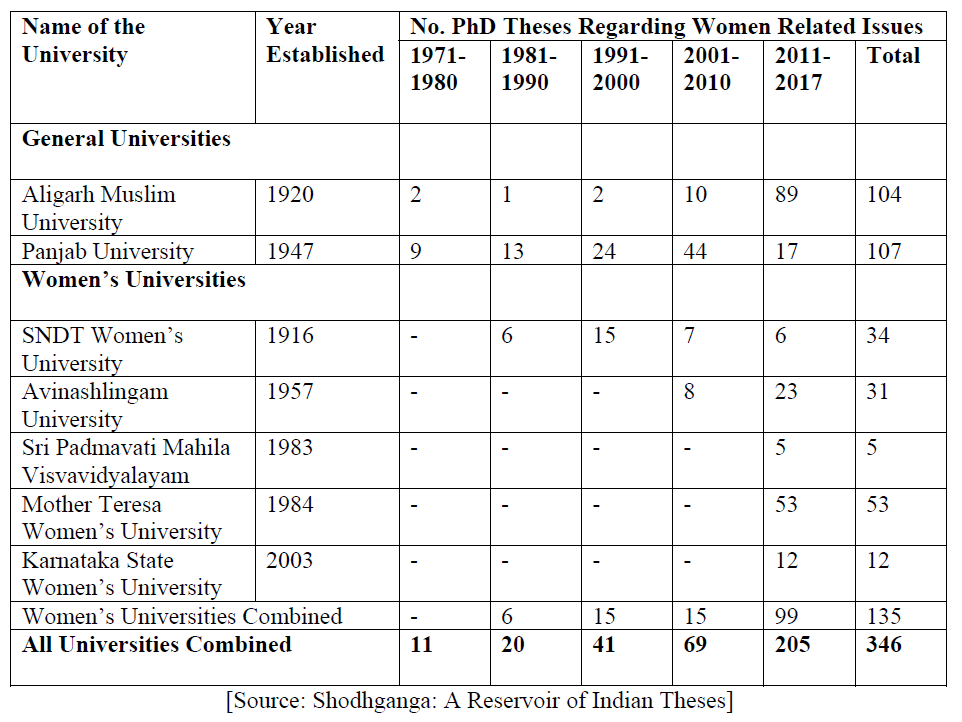 Name of the University Year Established No. PhD Theses Regarding Women Related Issues
1971-1980 1981-1990 1991-2000 2001-2010 2011-2017 Total
General Universities
Aligarh Muslim University 1920 2 1 2 10 89 104
Panjab University 1947 9 13 24 44 17 107
Women’s Universities
SNDT Women’s University 1916 - 6 15 7 6 34
Avinashlingam University 1957 - - - 8 23 31
Sri Padmavati Mahila Visvavidyalayam 1983 - - - - 5 5
Mother Teresa Women’s University 1984 - - - - 53 53
Karnataka State Women’s University 2003 - - - - 12 12
Women’s Universities Combined - 6 15 15 99 135
All Universities Combined 11 20 41 69 205 346
[Source: Shodhganga: A Reservoir of Indian Theses]